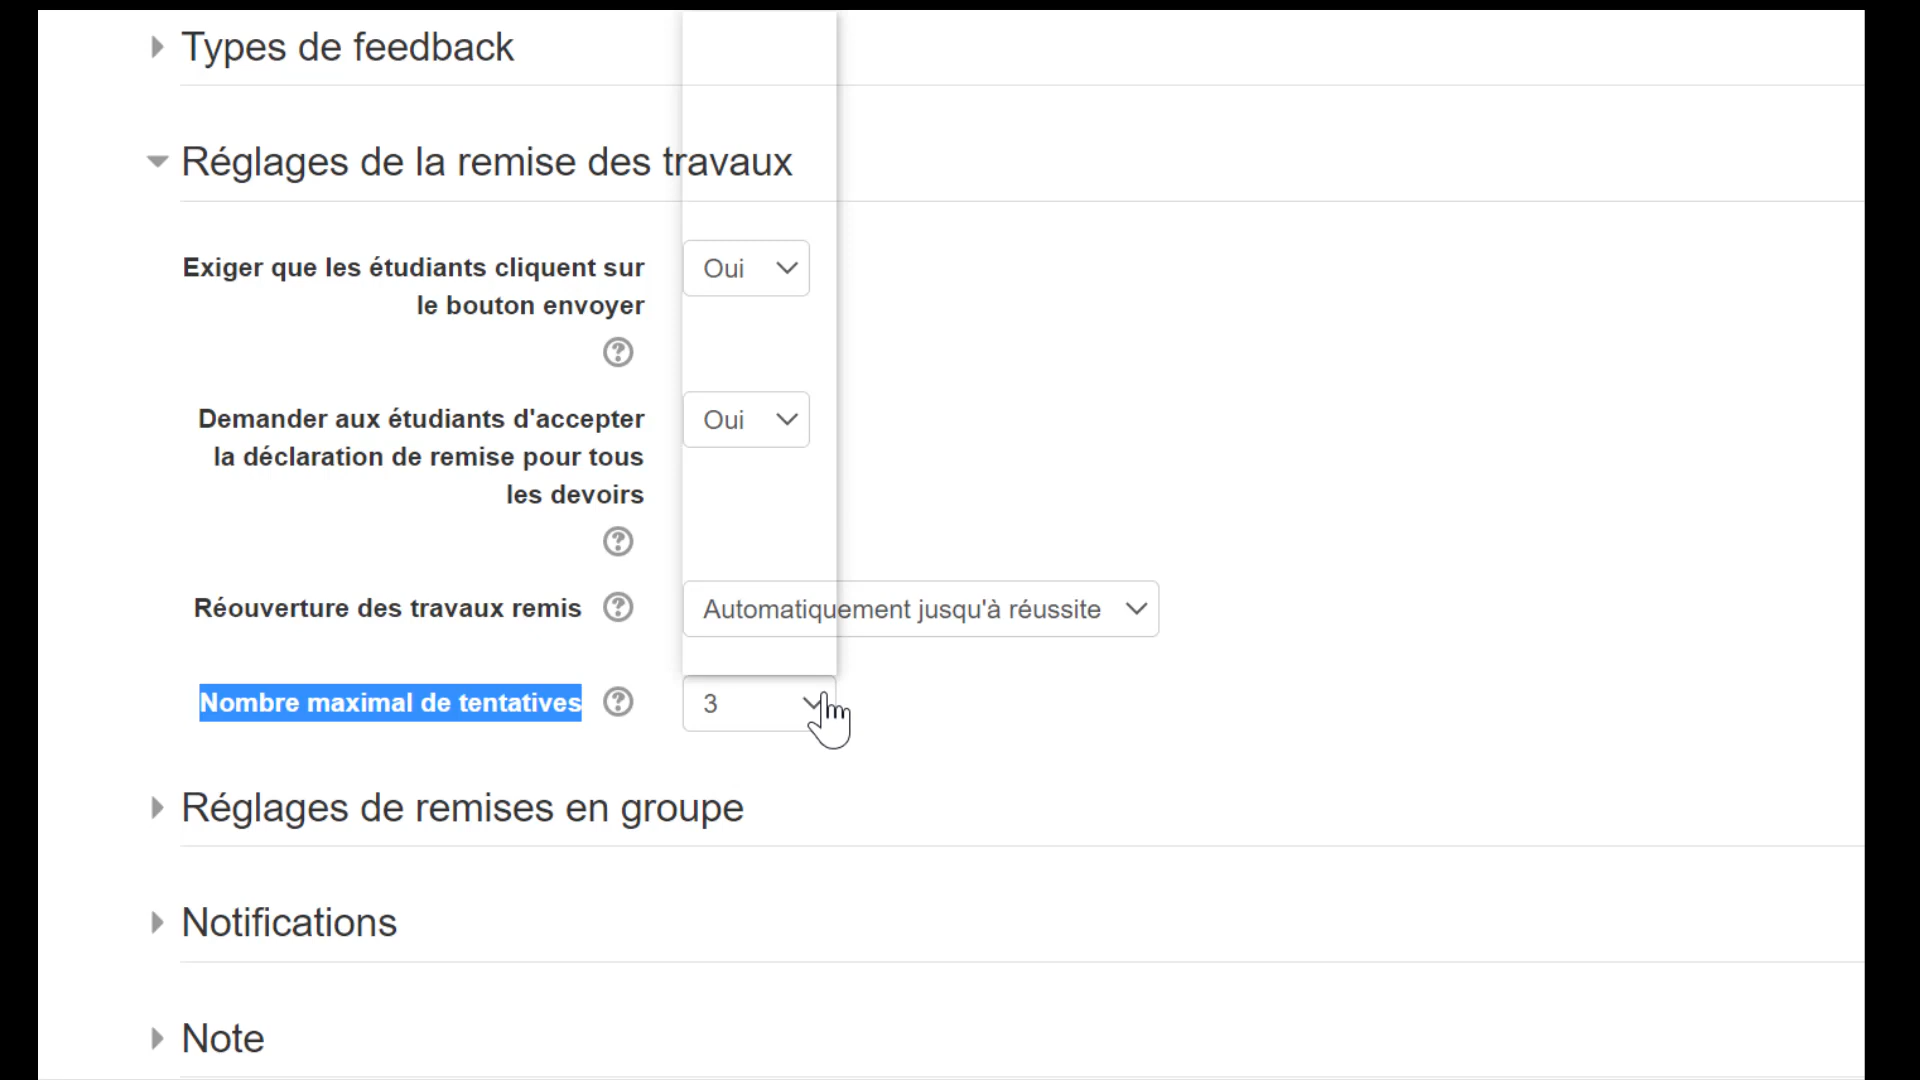 Types de feedback
Réglages de la remise des travaux
Exiger que les étudiants cliquent sur
le bouton envoyer
Oui
Demander aux étudiants d'accepter
la déclaration de remise pour tous
les devoirs
Oui
Réouverture des travaux remis
Automatiquement jusqu'à réussite
Nombre maximal de tentatives
3
Réglages de remises en groupe
Notifications
Note